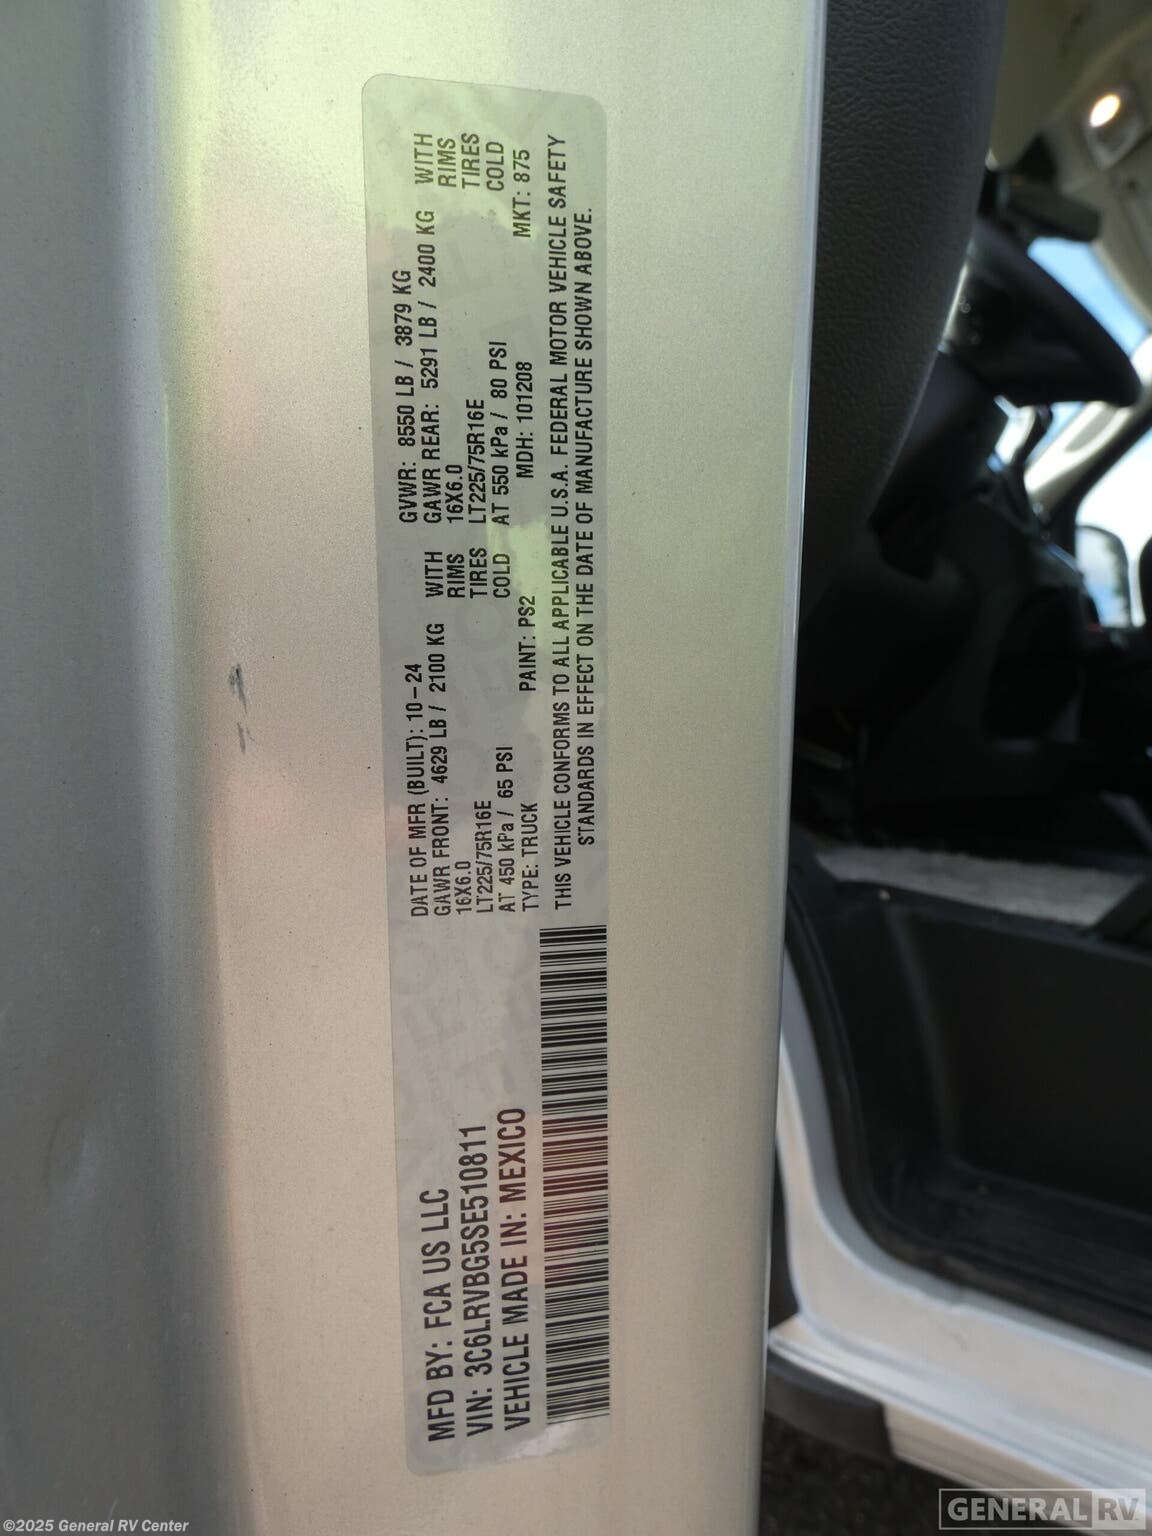 MFD BY: FCA US LLC
VIN: 3C6LRVBG5SE510811
VEHICLE MADE IN: MEXICO
DATE OF MFR (BUILT): 10-24
GAWR FRONT: 4629 LB / 2100 KG WITH
16X6.0 RIMS
LT225/75R16E TIRES
AT 450 kPa / 65 PSI COLD
GVWR: 8550 LB / 3879 KG
GAWR REAR: 5291 LB / 2400 KG WITH
16X6.0 RIMS
LT225/75R16E TIRES
AT 550 kPa / 80 PSI COLD
TYPE: TRUCK PAINT: PS2 MDH: 101208 MKT: 875
THIS VEHICLE CONFORMS TO ALL APPLICABLE U.S.A. FEDERAL MOTOR VEHICLE SAFETY
STANDARDS IN EFFECT ON THE DATE OF MANUFACTURE SHOWN ABOVE.
©2025 General RV Center
GENERAL RV